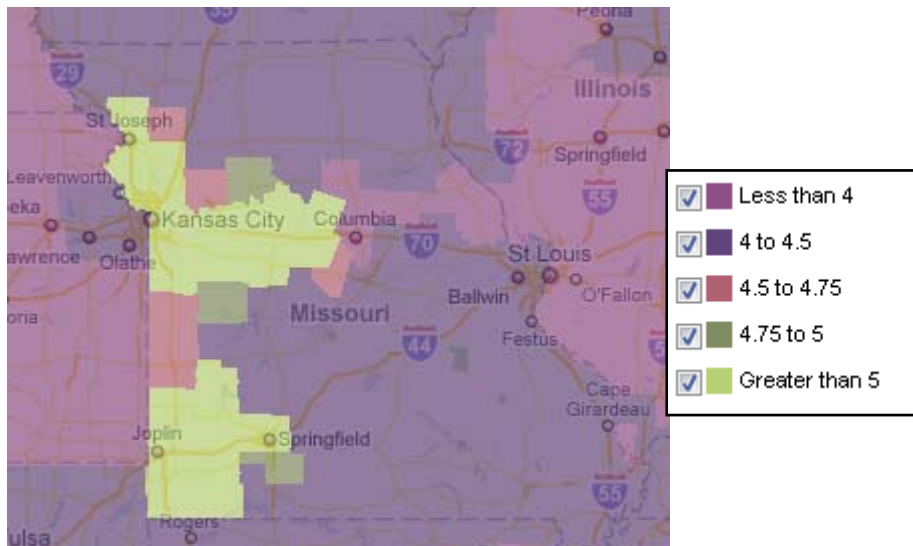 35
Peoria
29
Illinois
St Joseph
72
Springfield
Leavenworth
55
eka
Kansas City
Columbia
70
St Louis
awrence
Olathe
Ballwin
O'Fallon
oria
Missouri
44
Festus
5
Cape
Girardeau
Joplin
Springfield
55
Rogers
ulsa
Less than 4
4 to 4.5
4.5 to 4.75
4.75 to 5
Greater than 5